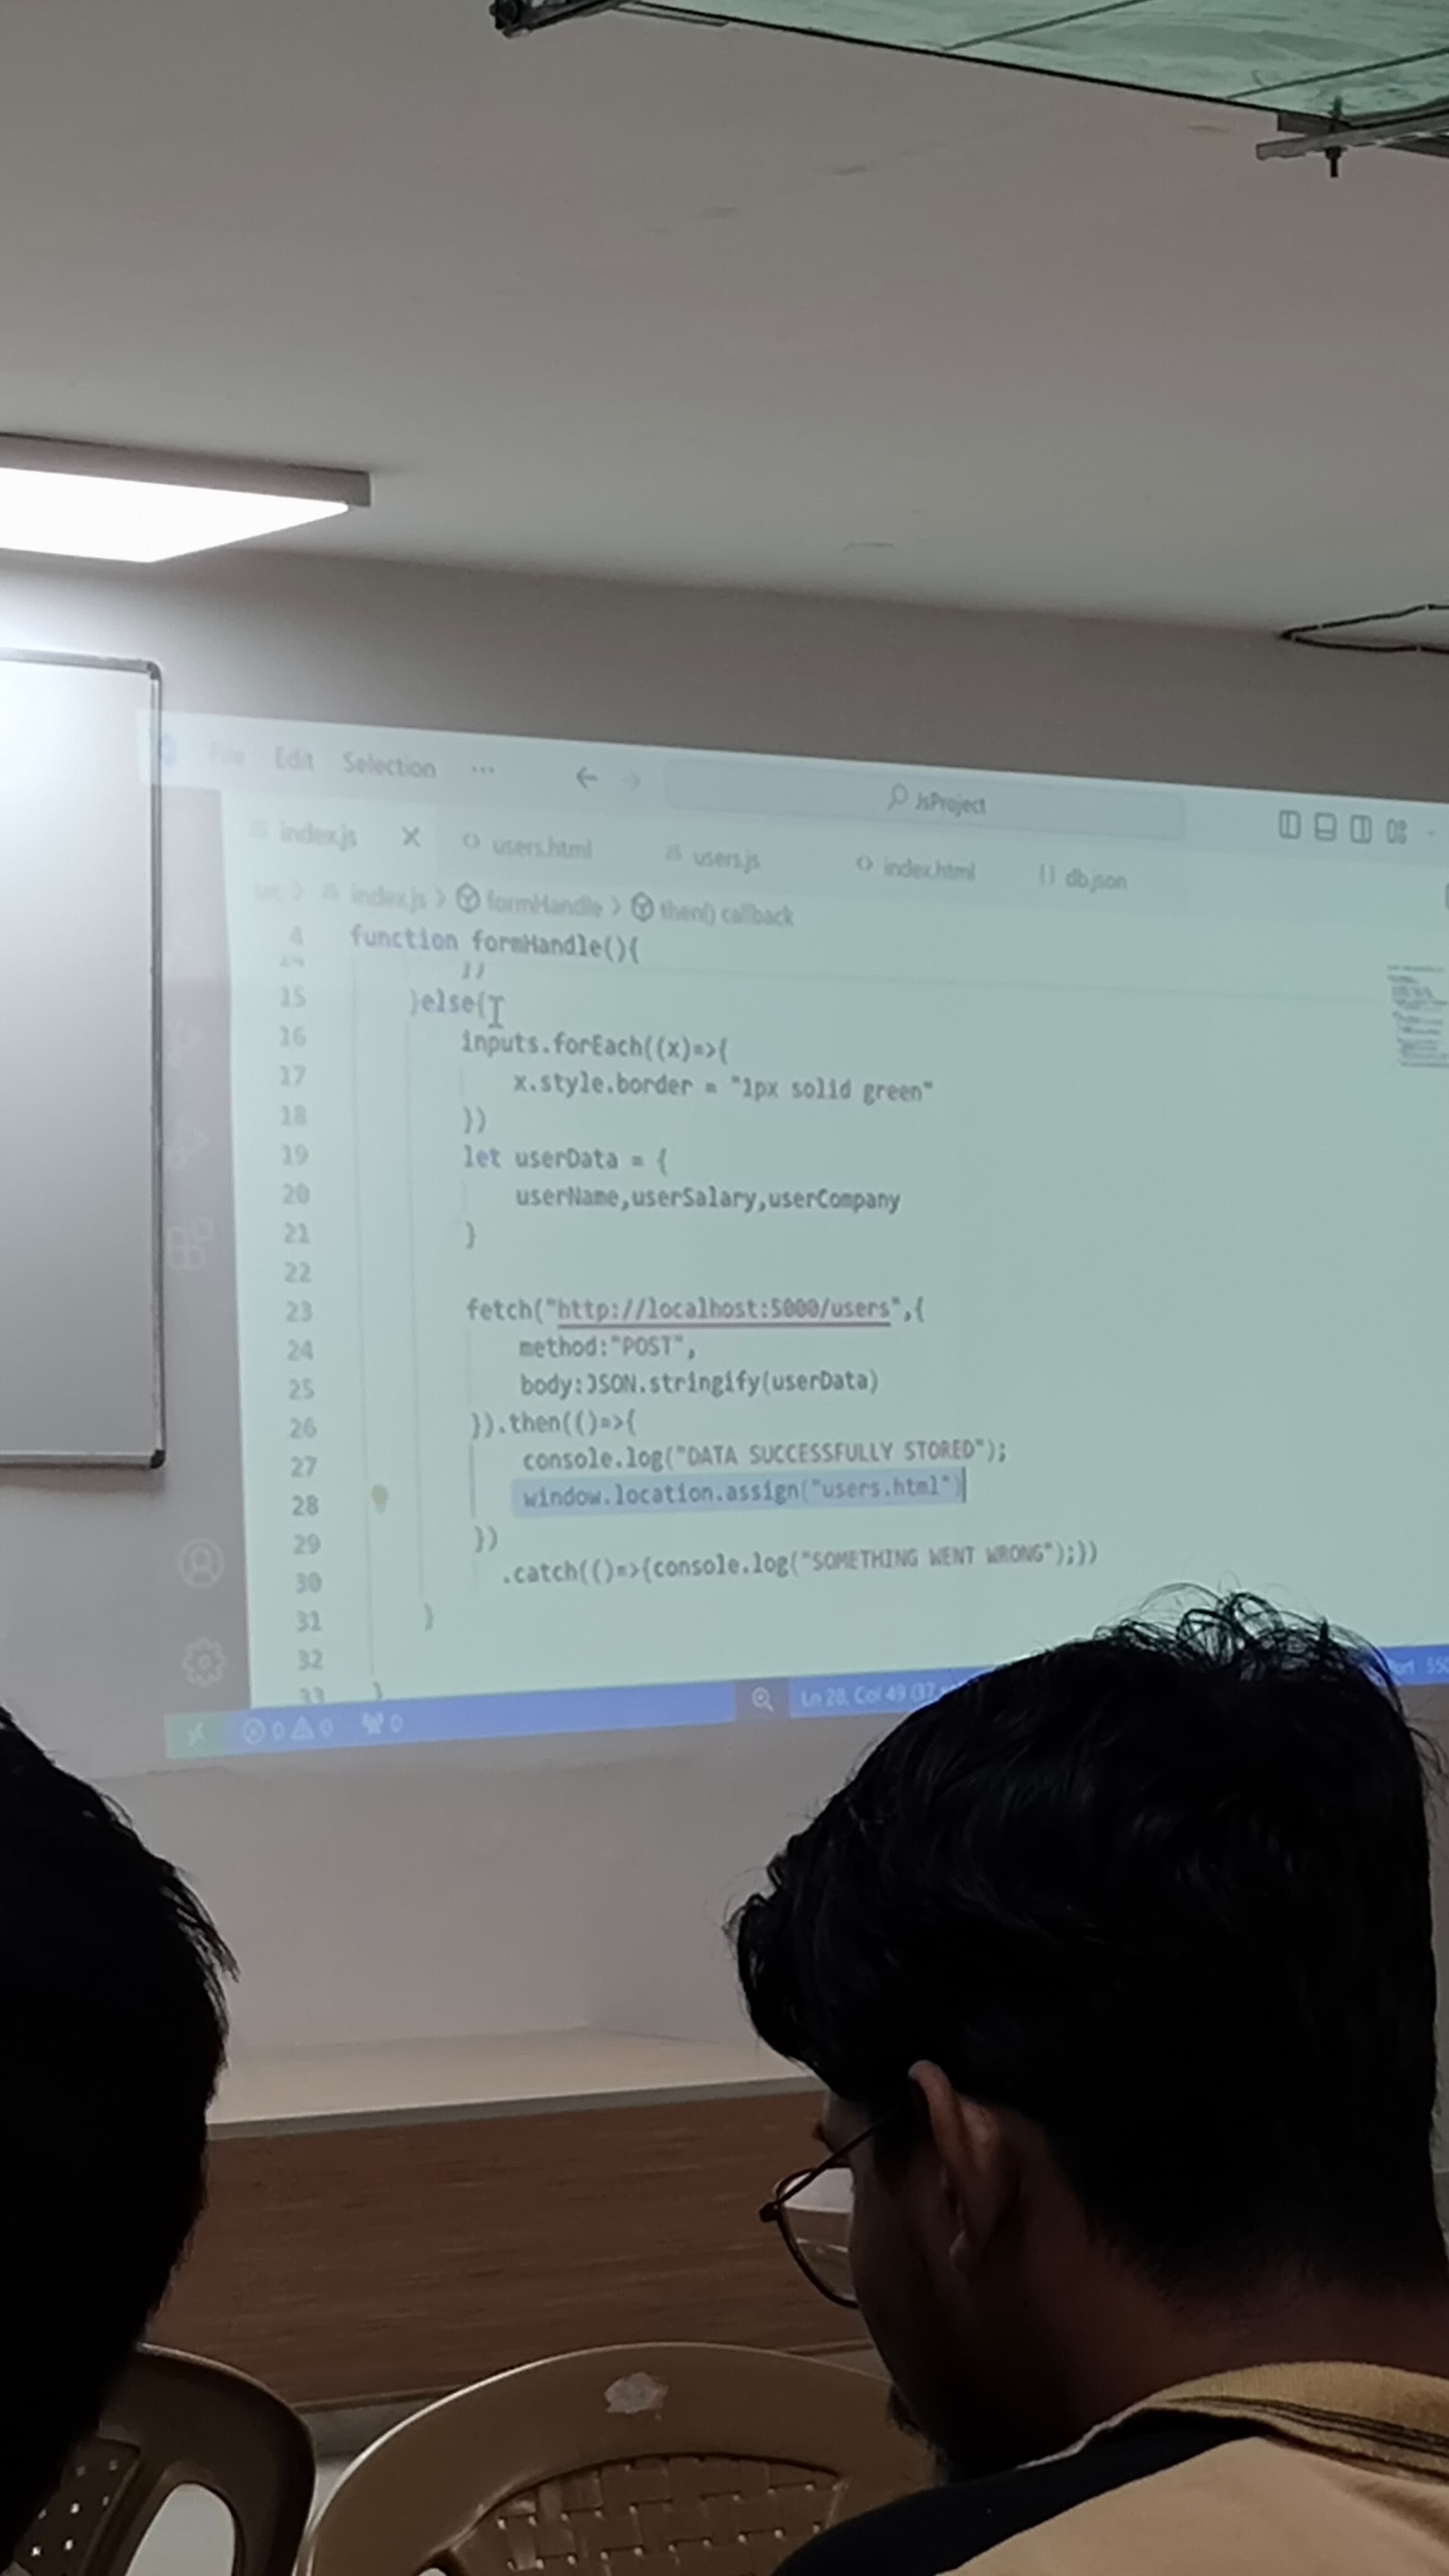 File Edit Selection ... JsProject
index.js users.html users.js index.html {} db.json
src > index.js > formHandle > then() callback
4 function formHandle(){
15 }else{
16 inputs.forEach((x)=>{
17 x.style.border = "1px solid green"
18 })
19 let userData = {
20 userName,userSalary,userCompany
21 }
22
23 fetch("http://localhost:5000/users",{
24 method:"POST",
25 body:JSON.stringify(userData)
26 }).then(()=>{
27 console.log("DATA SUCCESSFULLY STORED");
28 window.location.assign("users.html")
29 })
30 .catch(()=>{console.log("SOMETHING WENT WRONG");})
31 }
32
33 }
0 0 0 Ln 28, Col 49 (37